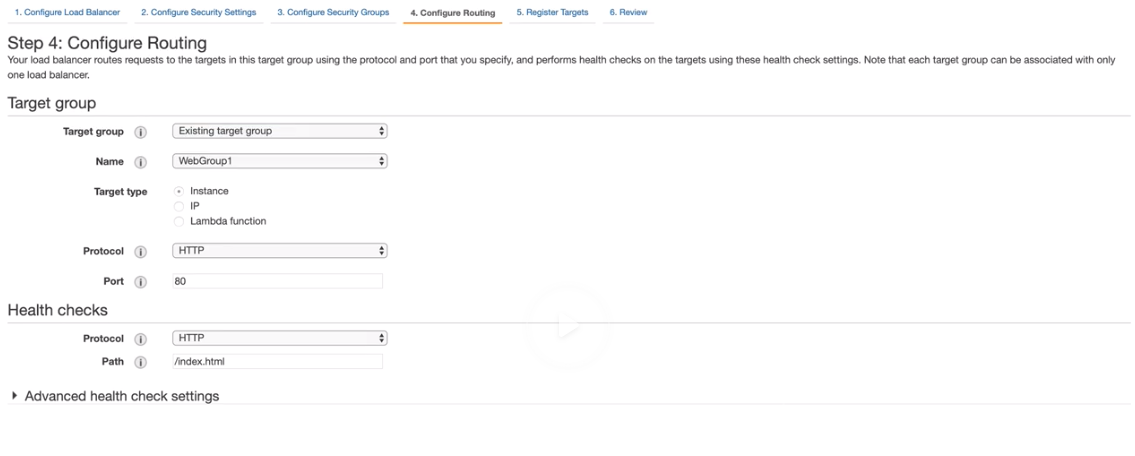 1. Configure Load Balancer 2. Configure Security Settings 3. Configure Security Groups 4. Configure Routing 5. Register Targets 6. Review
Step 4: Configure Routing
Your load balancer routes requests to the targets in this target group using the protocol and port that you specify, and performs health checks on the targets using these health check settings. Note that each target group can be associated with only
one load balancer.
Target group
Target group i Existing target group
Name i WebGroup1
Target type Instance
IP
Lambda function
Protocol i HTTP
Port i 80
Health checks
Protocol i HTTP
Path i /index.html
Advanced health check settings